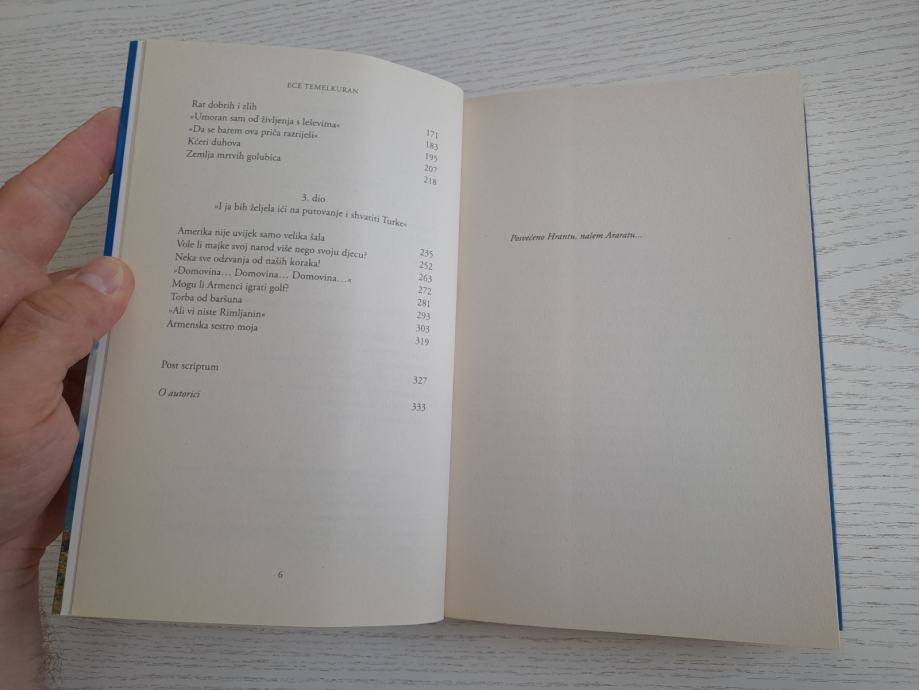 ECE TEMELKURAN
Rat dobrih i zlih 171
»Umoran sam od življenja s leševima« 183
»Da se barem ova priča razriješi« 195
Kćeri duhova 207
Zemlja mrtvih golubica 218
3. dio
»I ja bih željela ići na putovanje i shvatiti Turke«
Amerika nije uvijek samo velika šala 235
Vole li majke svoj narod više nego svoju djecu? 252
Neka sve odzvanja od naših koraka! 263
»Domovina… Domovina… Domovina…« 272
Mogu li Armenci igrati golf? 281
Torba od baršuna 293
»Ali vi niste Rimljanin« 303
Armenska sestro moja 319
Post scriptum 327
O autorici 333
6
Posvećeno Hrantu, našem Araratu…